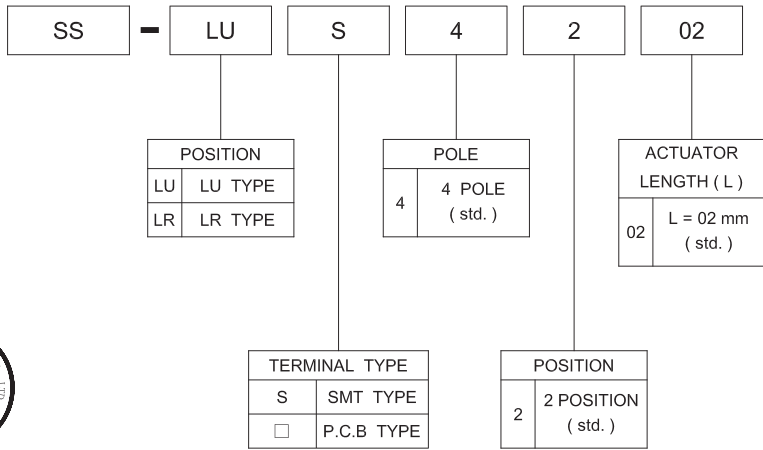 SS - LU S 4 2 02
POSITION
LU LU TYPE
LR LR TYPE
POLE
4 4 POLE
( std. )
ACTUATOR
LENGTH ( L )
02 L = 02 mm
( std. )
TERMINAL TYPE
S SMT TYPE
□ P.C.B TYPE
POSITION
2 2 POSITION
( std. )
LTD